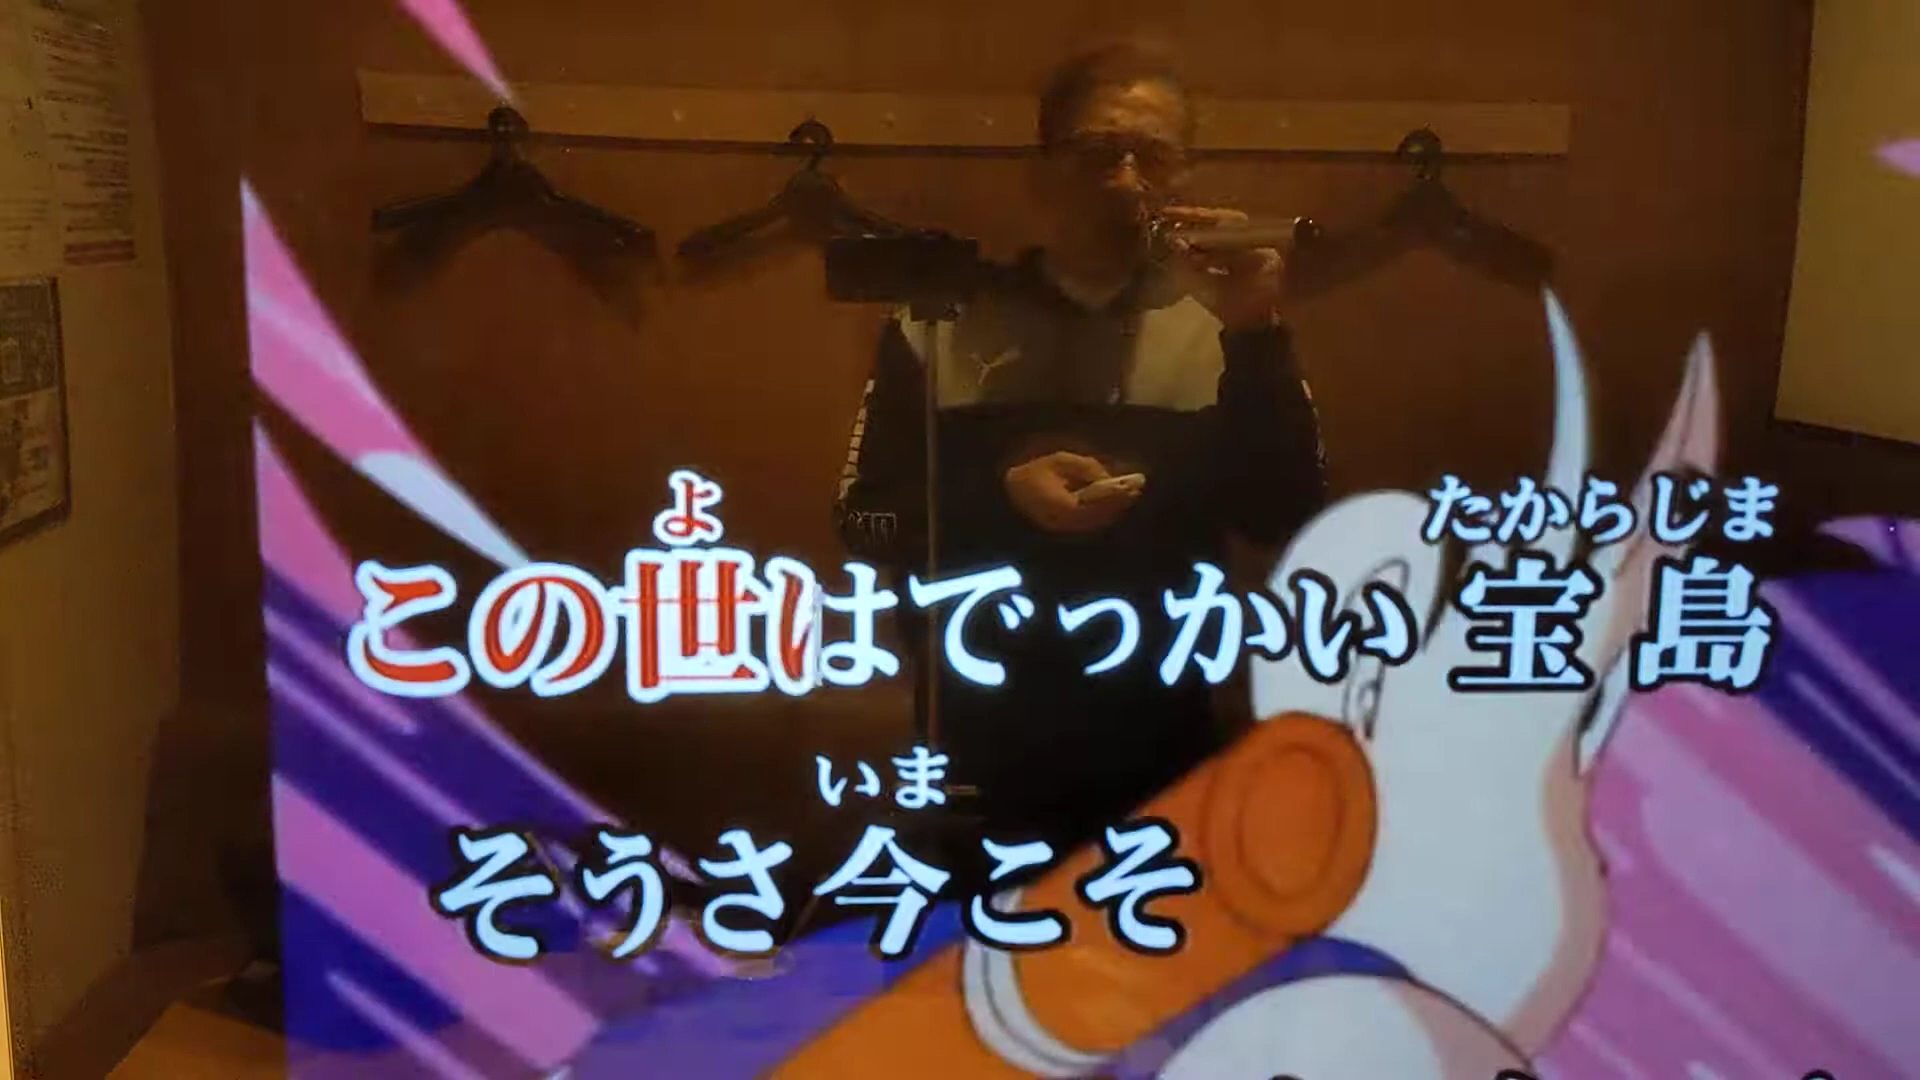 よ たからじま
この世はでっかい宝島
いま
そうさ今こそ